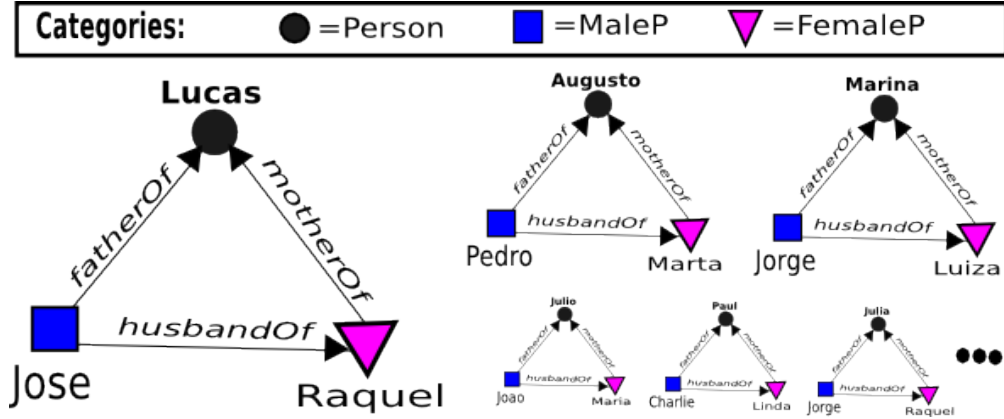 Categories: =Person =MaleP =FemaleP
Lucas
fatherOf motherOf
husbandOf
Jose Raquel
Augusto
fatherOf motherOf
husbandOf
Pedro Marta
Marina
fatherOf motherOf
husbandOf
Jorge Luiza
Julio
fatherOf motherOf
husbandOf
Joao Maria
Paul
fatherOf motherOf
husbandOf
Charlie Linda
Julia
fatherOf motherOf
husbandOf
Jorge Raquel